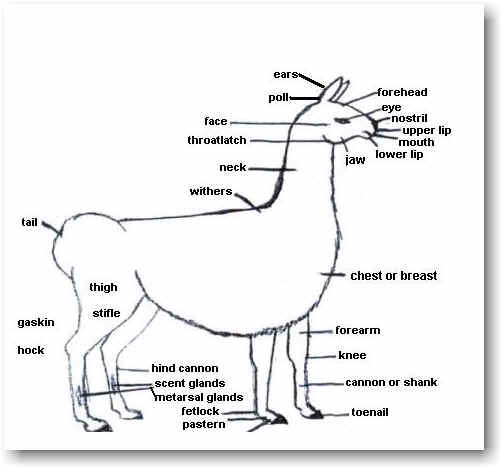 ears
poll
forehead
eye
nostril
face
upper lip
mouth
throatlatch
lower lip
jaw
neck
withers
tail
chest or breast
thigh
stifle
gaskin
hock
forearm
knee
hind cannon
scent glands
metarsal glands
cannon or shank
fetlock
pastern
toenail